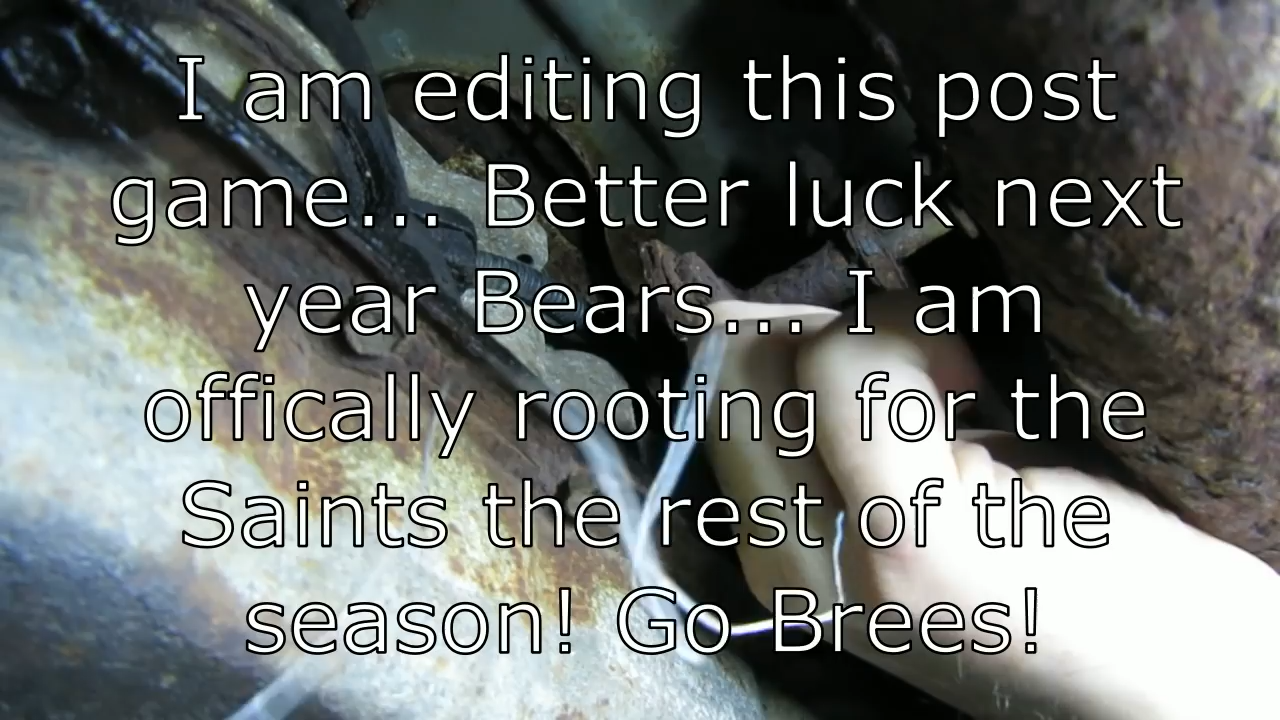 I am editing this post
game... Better luck next
year Bears... I am
offically rooting for the
Saints the rest of the
season! Go Brees!